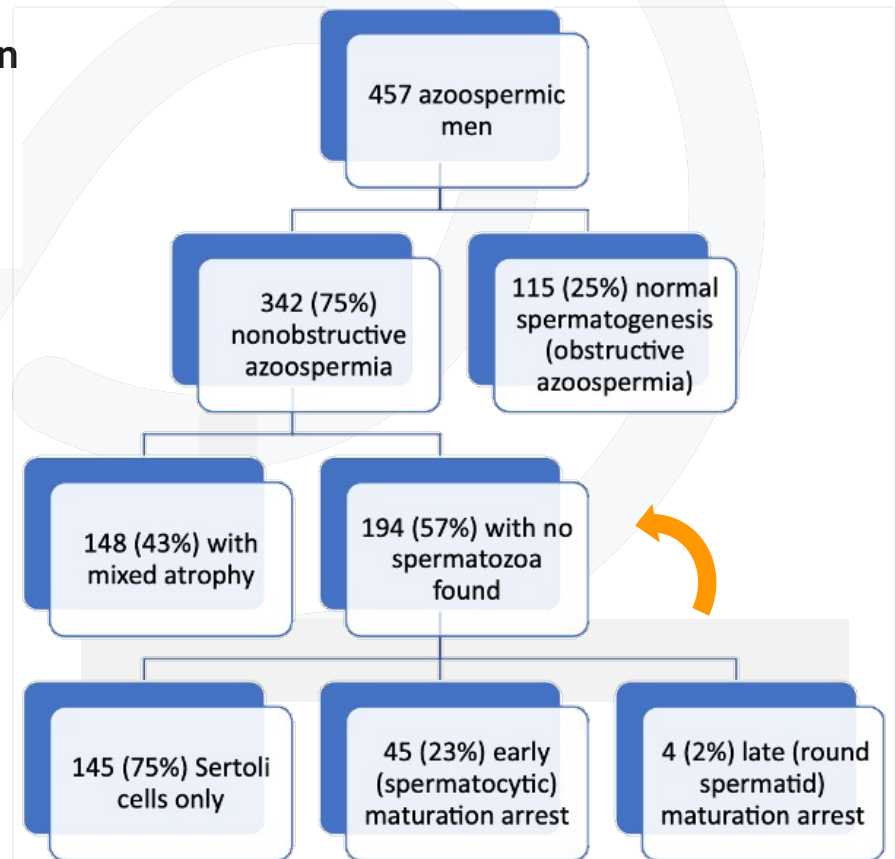 n
457 azoospermic
men
342 (75%)
nonobstructive
azoospermia
115 (25%) normal
spermatogenesis
(obstructive
azoospermia)
148 (43%) with
mixed atrophy
194 (57%) with no
spermatozoa
found
145 (75%) Sertoli
cells only
45 (23%) early
(spermatocytic)
maturation arrest
4 (2%) late (round
spermatid)
maturation arrest